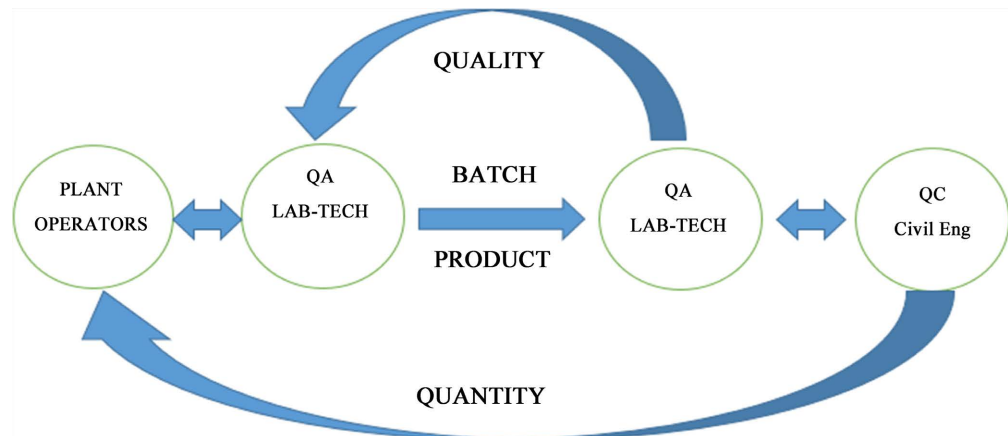 QUALITY
PLANT
OPERATORS
QA
LAB-TECH
BATCH
PRODUCT
QA
LAB-TECH
QC
Civil Eng
QUANTITY